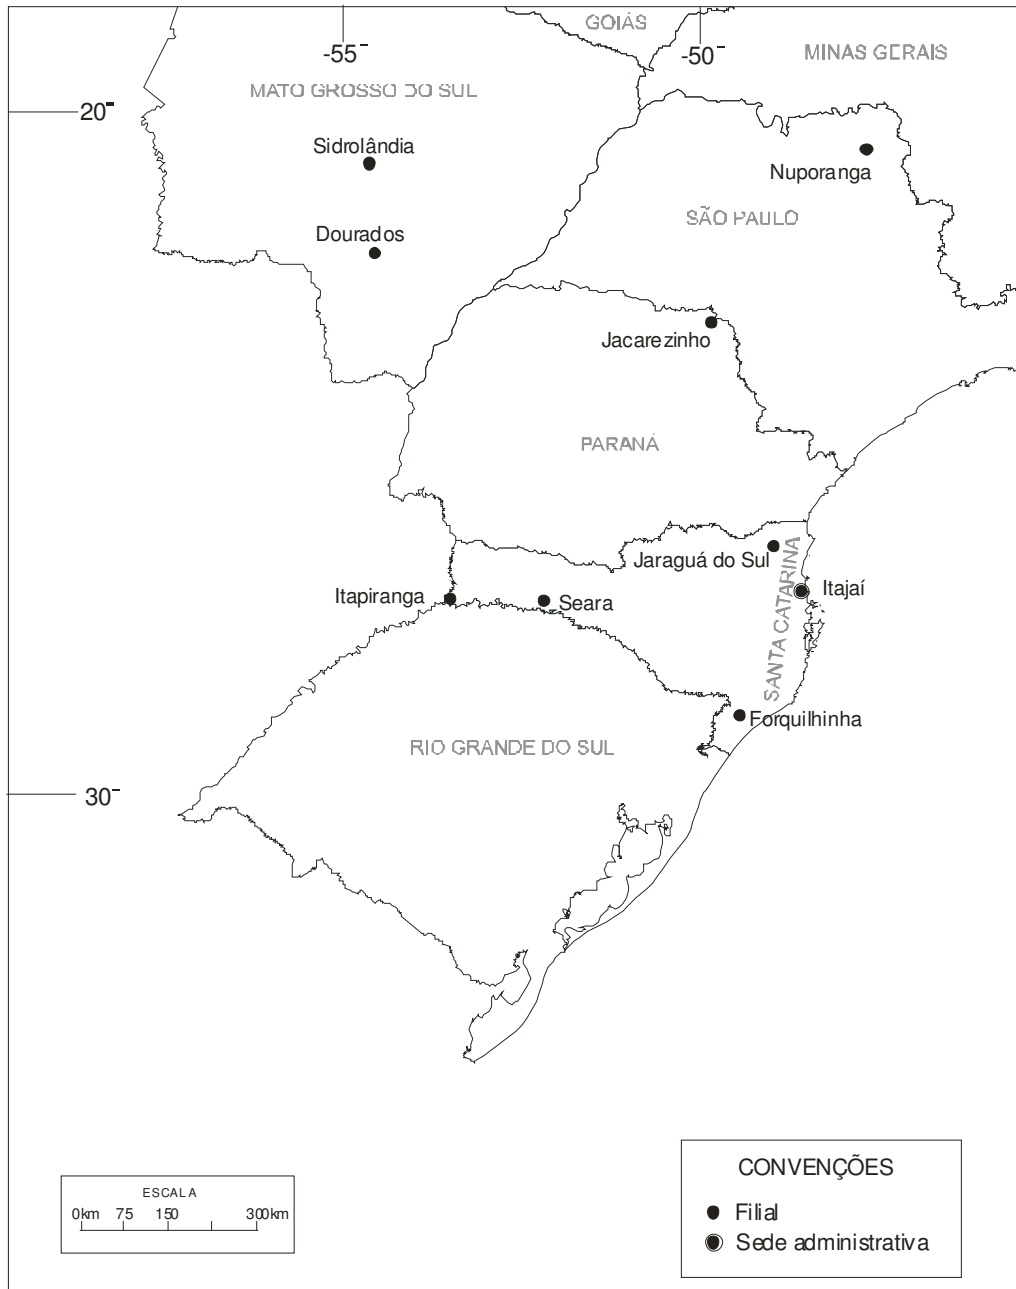 GOIÁS
-55
-50
MINAS GERAIS
MATO GROSSO DO SUL
20
Sidrolândia
Nuporanga
SÃO PAULO
Dourados
Jacarezinho
PARANÁ
Jaraguá do Sul
SANTA CATARINA
Itajaí
Itapiranga
Seara
Forquilhinha
RIO GRANDE DO SUL
30
CONVENÇÕES
Filial
Sede administrativa
ESCALA
0km 75 150 300km